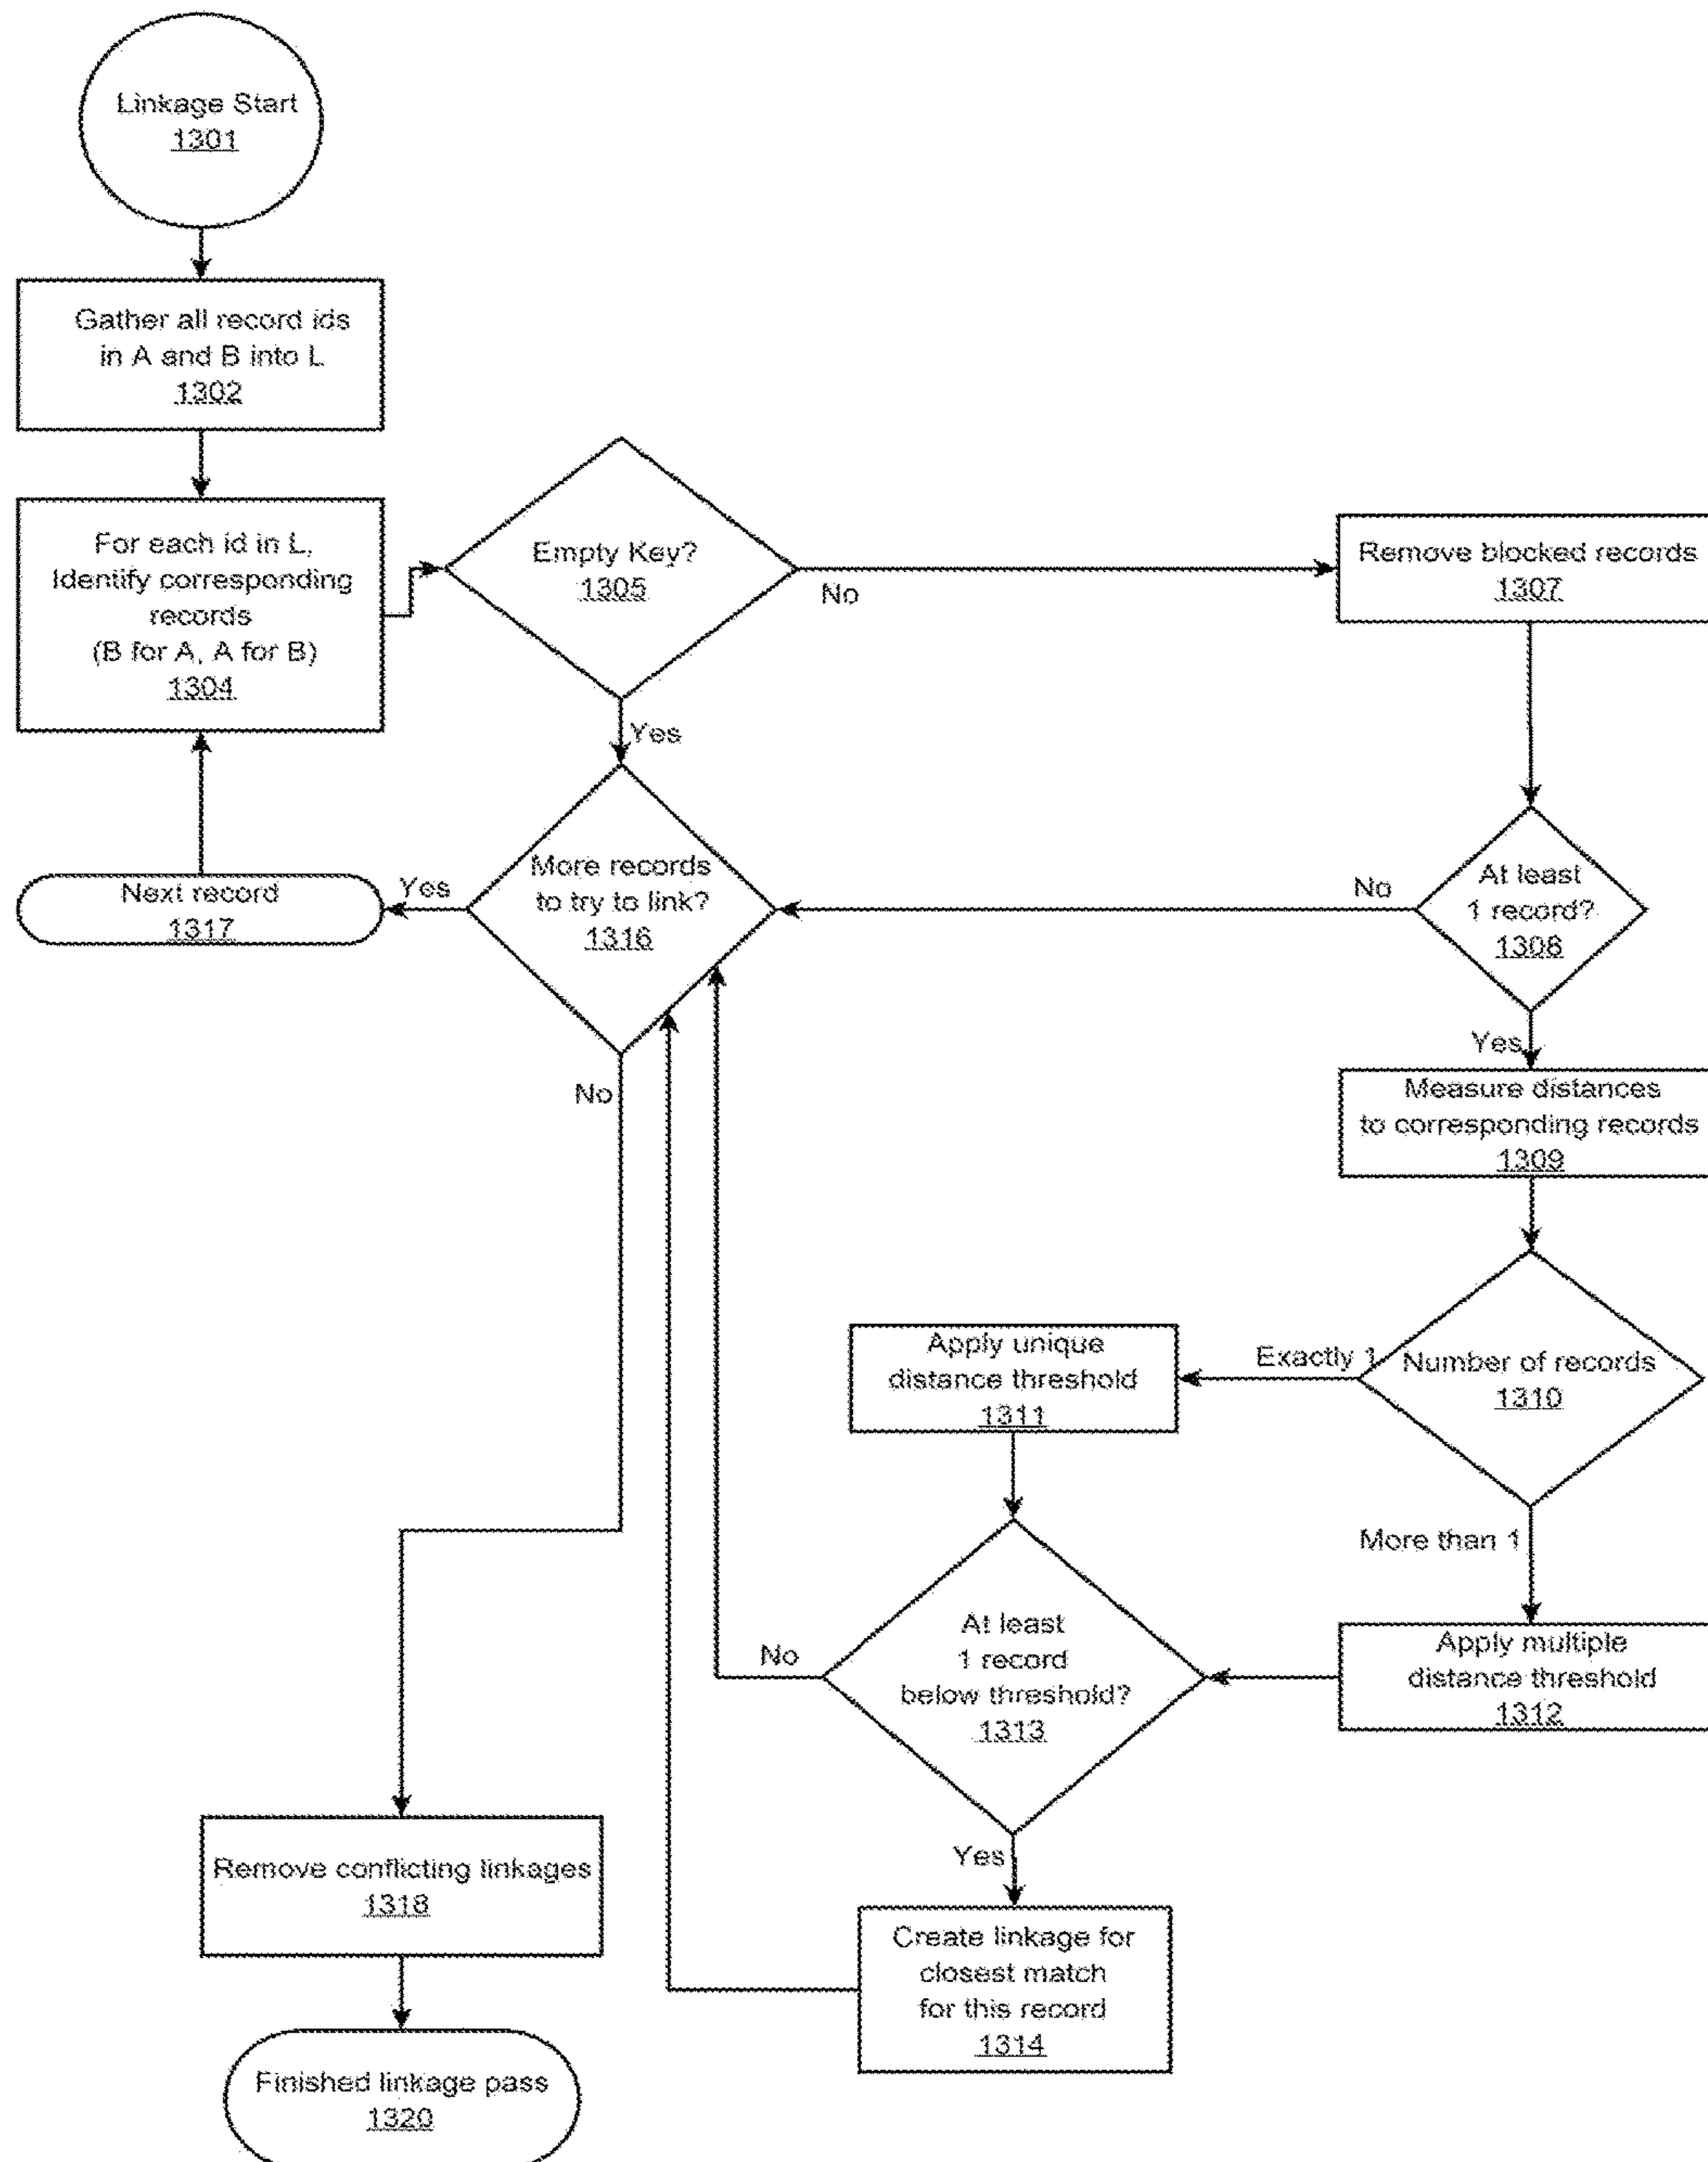 Linkage Start
1301
Gather all record ids
in A and B into L
1302
For each id in L,
Identify corresponding
records
(B for A, A for B)
1304
Empty Key?
1305
No
Yes
Remove blocked records
1307
More records
to try to link?
1316
Yes
No
Next record
1317
At least
1 record?
1308
No
Yes
Measure distances
to corresponding records
1309
Number of records
1310
Exactly 1
More than 1
Apply unique
distance threshold
1311
Apply multiple
distance threshold
1312
At least
1 record
below threshold?
1313
No
Yes
Create linkage for
closest match
for this record
1314
Remove conflicting linkages
1318
Finished linkage pass
1320